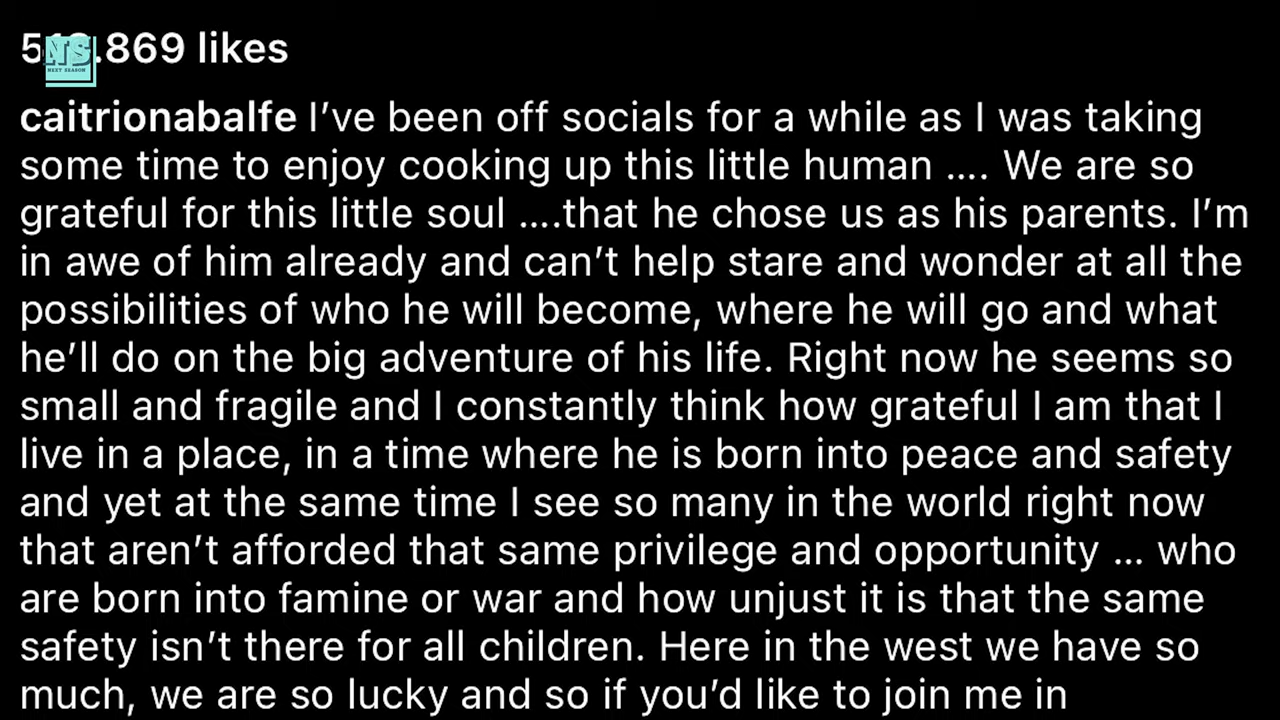 .869 likes
NS
NEXT SEASON
caitrionabalfe I’ve been off socials for a while as I was taking
some time to enjoy cooking up this little human .... We are so
grateful for this little soul ....that he chose us as his parents. I’m
in awe of him already and can’t help stare and wonder at all the
possibilities of who he will become, where he will go and what
he’ll do on the big adventure of his life. Right now he seems so
small and fragile and I constantly think how grateful I am that I
live in a place, in a time where he is born into peace and safety
and yet at the same time I see so many in the world right now
that aren’t afforded that same privilege and opportunity ... who
are born into famine or war and how unjust it is that the same
safety isn’t there for all children. Here in the west we have so
much, we are so lucky and so if you’d like to join me in